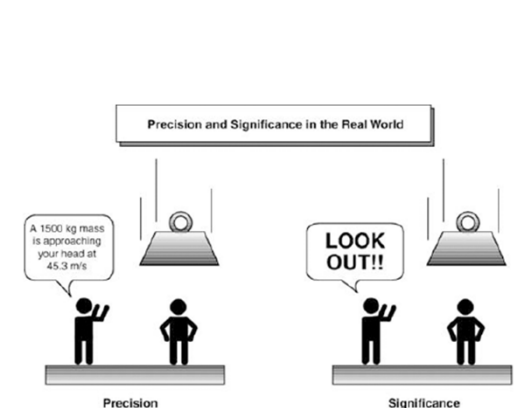 Precision and Significance in the Real World
A 1500 kg mass
is approaching
your head at
45.3 m/s
LOOK
OUT!!
Precision
Significance